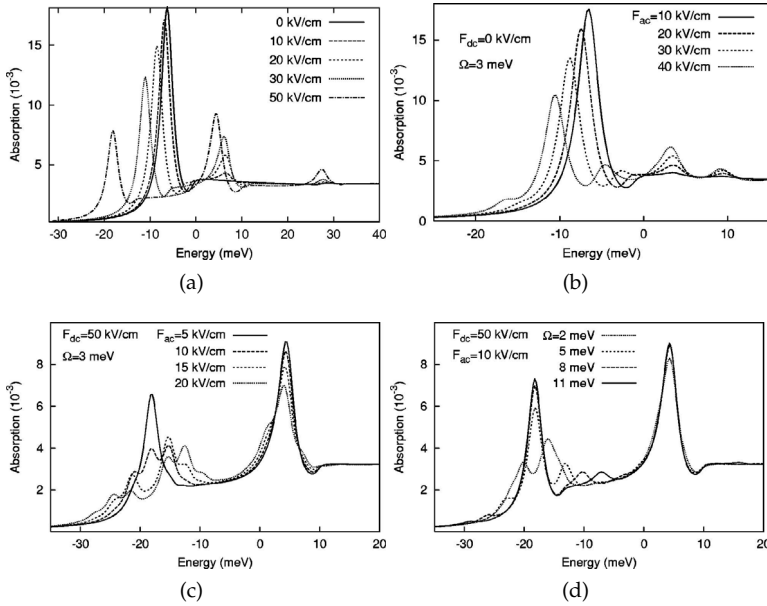 15
10
5
Absorption (10⁻³)
0 kV/cm
10 kV/cm
20 kV/cm
30 kV/cm
50 kV/cm
-30 -20 -10 0 10 20 30 40
Energy (meV)
(a)
15
10
5
0
Absorption (10⁻³)
F_dc=0 kV/cm
Ω=3 meV
F_ac=10 kV/cm
20 kV/cm
30 kV/cm
40 kV/cm
-20 -10 0 10
Energy (meV)
(b)
8
6
4
2
Absorption (10⁻³)
F_dc=50 kV/cm F_ac=5 kV/cm
Ω=3 meV
10 kV/cm
15 kV/cm
20 kV/cm
-30 -20 -10 0 10 20
Energy (meV)
(c)
8
6
4
2
Absorption (10⁻³)
F_dc=50 kV/cm
F_ac=10 kV/cm
Ω=2 meV
5 meV
8 meV
11 meV
-30 -20 -10 0 10 20
Energy (meV)
(d)